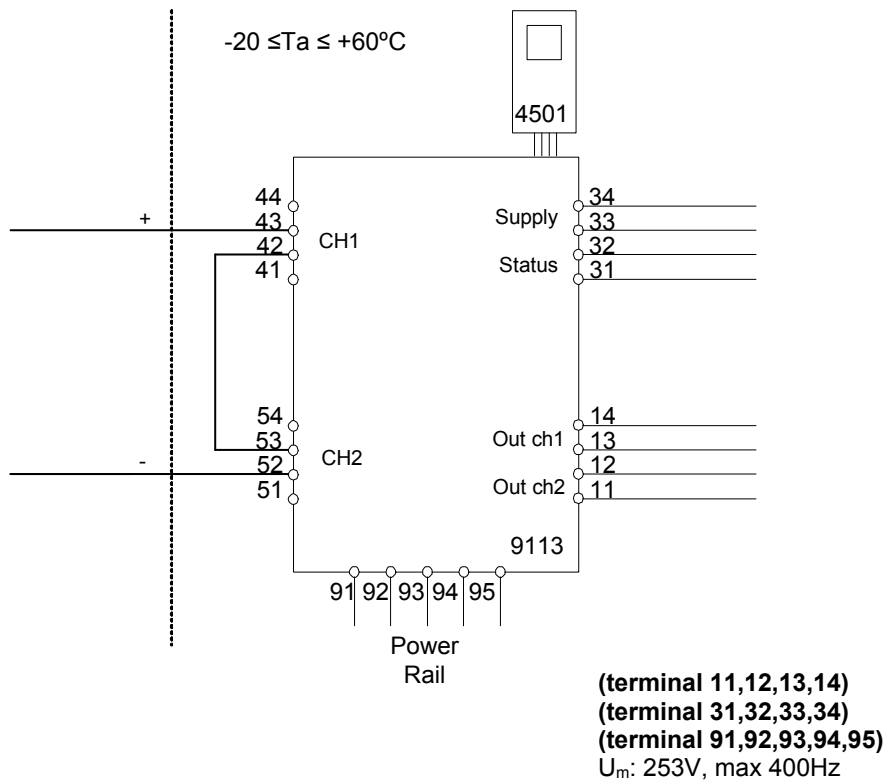 -20 ≤Ta ≤ +60ºC
4501
44
43
42
41
+
CH1
Supply
Status
34
33
32
31
54
53
52
51
-
CH2
Out ch1
Out ch2
14
13
12
11
9113
91 92 93 94 95
Power
Rail
(terminal 11,12,13,14)
(terminal 31,32,33,34)
(terminal 91,92,93,94,95)
Uₘ: 253V, max 400Hz